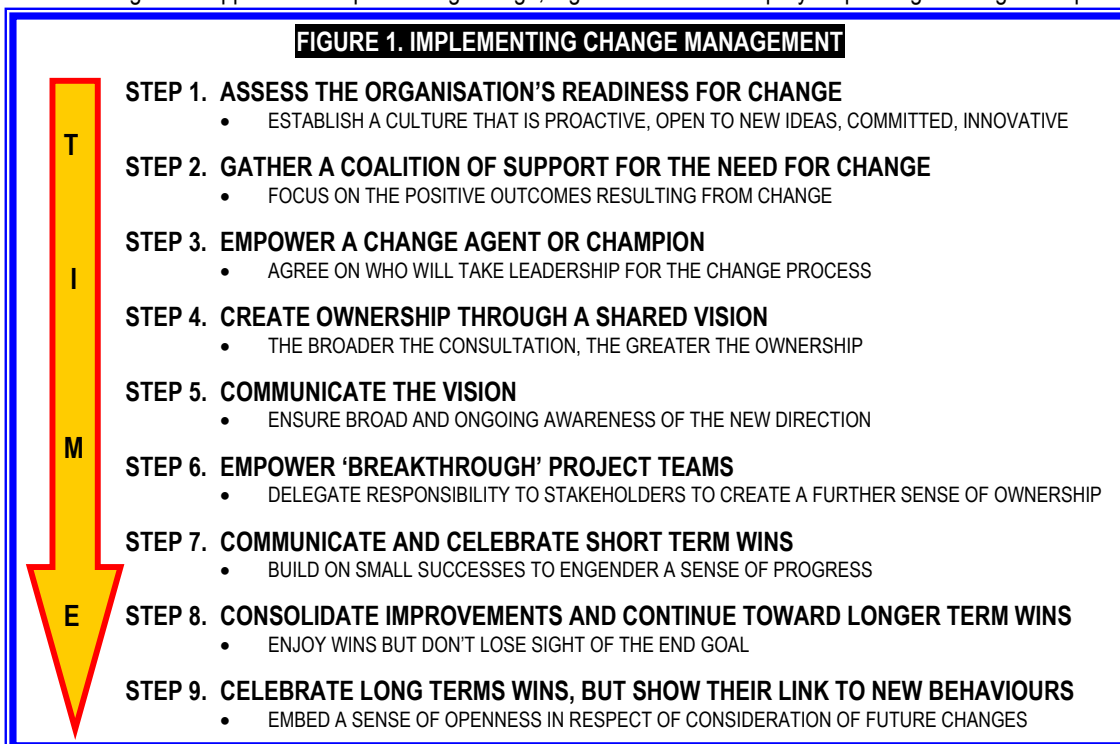 FIGURE 1. IMPLEMENTING CHANGE MANAGEMENT
T
I
M
E
STEP 1. ASSESS THE ORGANISATION'S READINESS FOR CHANGE
• ESTABLISH A CULTURE THAT IS PROACTIVE, OPEN TO NEW IDEAS, COMMITTED, INNOVATIVE
STEP 2. GATHER A COALITION OF SUPPORT FOR THE NEED FOR CHANGE
• FOCUS ON THE POSITIVE OUTCOMES RESULTING FROM CHANGE
STEP 3. EMPOWER A CHANGE AGENT OR CHAMPION
• AGREE ON WHO WILL TAKE LEADERSHIP FOR THE CHANGE PROCESS
STEP 4. CREATE OWNERSHIP THROUGH A SHARED VISION
• THE BROADER THE CONSULTATION, THE GREATER THE OWNERSHIP
STEP 5. COMMUNICATE THE VISION
• ENSURE BROAD AND ONGOING AWARENESS OF THE NEW DIRECTION
STEP 6. EMPOWER ‘BREAKTHROUGH’ PROJECT TEAMS
• DELEGATE RESPONSIBILITY TO STAKEHOLDERS TO CREATE A FURTHER SENSE OF OWNERSHIP
STEP 7. COMMUNICATE AND CELEBRATE SHORT TERM WINS
• BUILD ON SMALL SUCCESSES TO ENGENDER A SENSE OF PROGRESS
STEP 8. CONSOLIDATE IMPROVEMENTS AND CONTINUE TOWARD LONGER TERM WINS
• ENJOY WINS BUT DON'T LOSE SIGHT OF THE END GOAL
STEP 9. CELEBRATE LONG TERMS WINS, BUT SHOW THEIR LINK TO NEW BEHAVIOURS
• EMBED A SENSE OF OPENNESS IN RESPECT OF CONSIDERATION OF FUTURE CHANGES